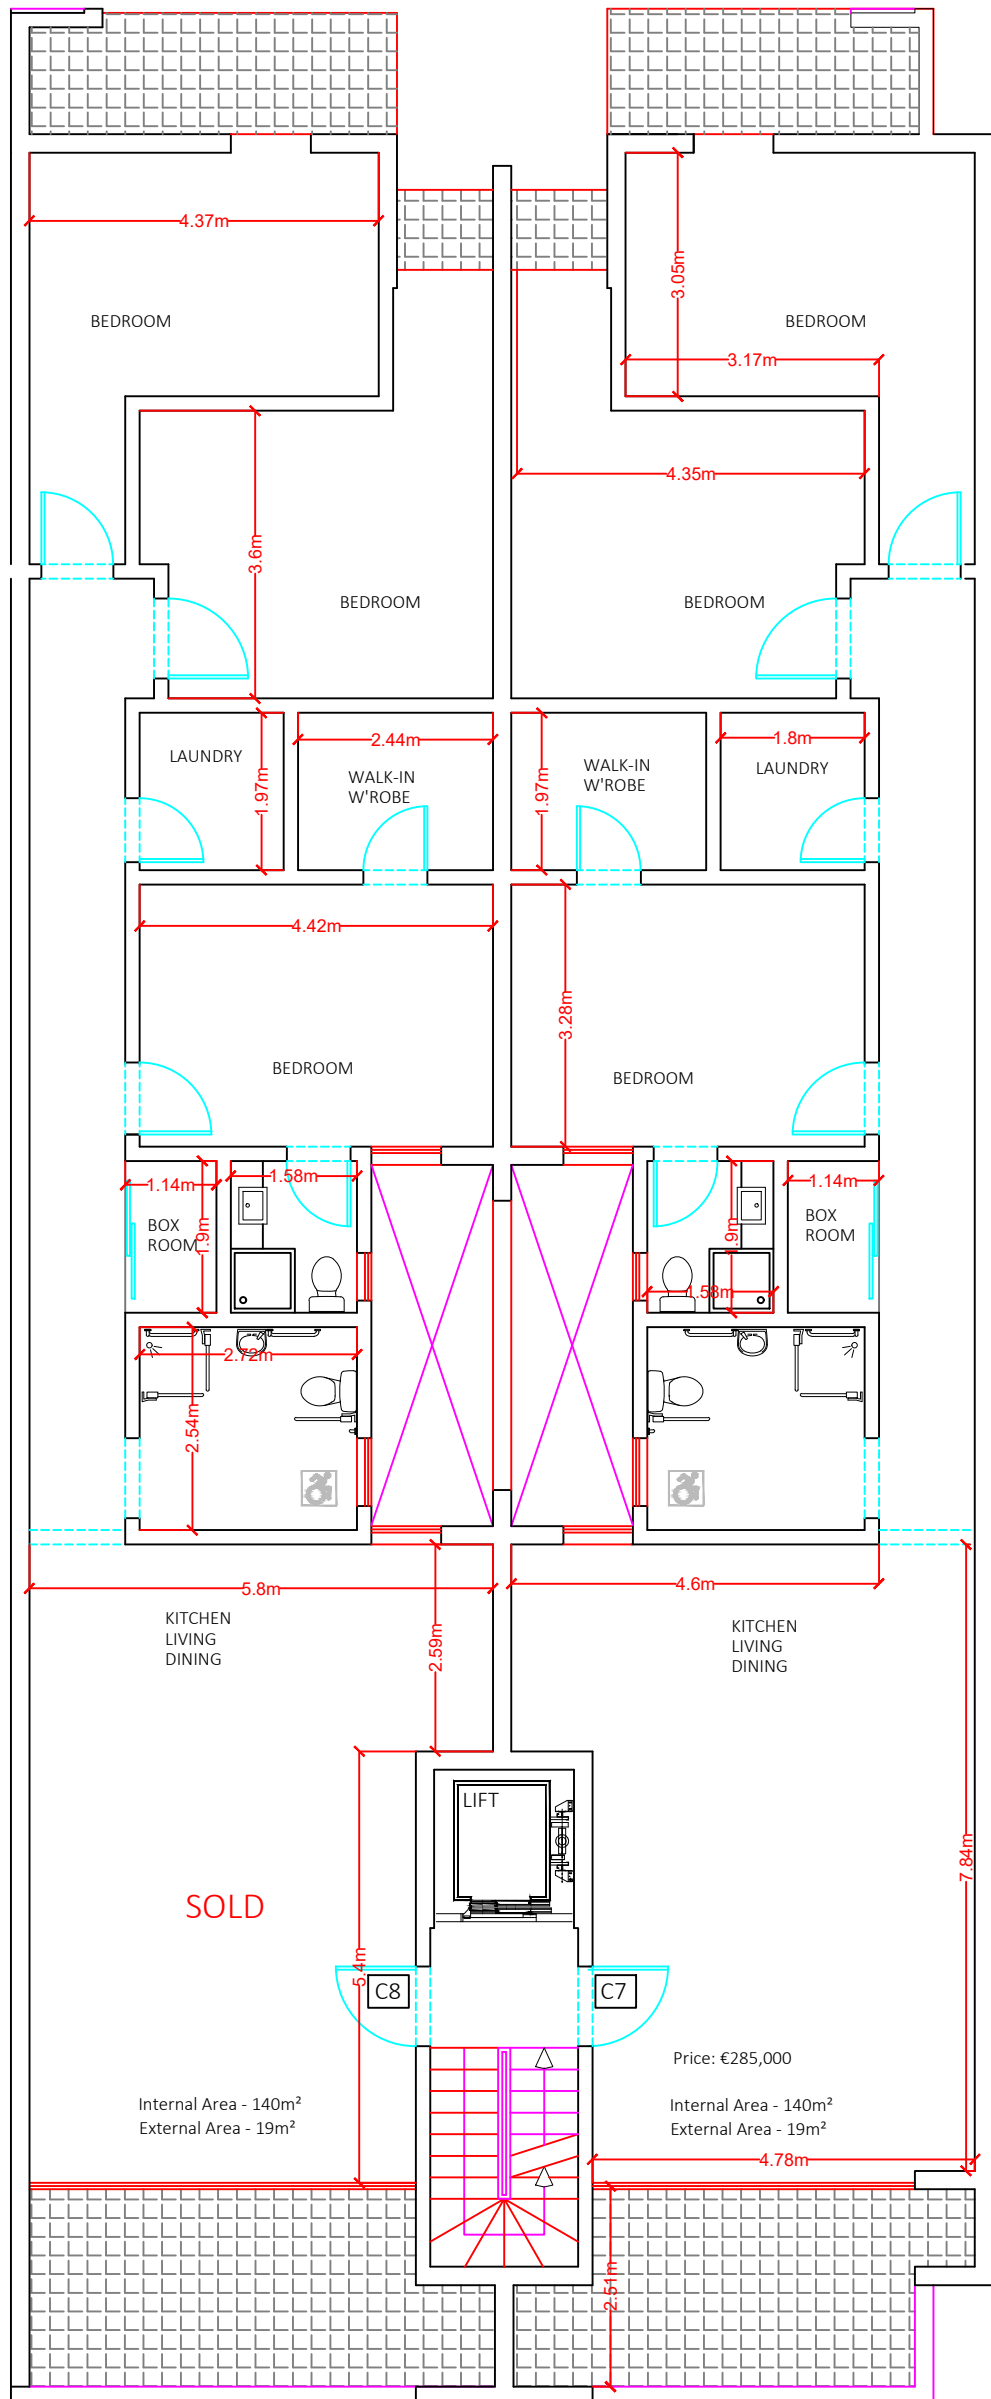 4.37m
3.05m
BEDROOM
BEDROOM
3.17m
4.35m
3.6m
BEDROOM
BEDROOM
LAUNDRY
2.44m
1.97m
WALK-IN
W'ROBE
1.97m
WALK-IN
W'ROBE
1.8m
LAUNDRY
4.42m
3.28m
BEDROOM
BEDROOM
1.14m
1.9m
1.58m
BOX
ROOM
1.9m
1.58m
1.14m
BOX
ROOM
2.72m
2.54m
5.8m
4.6m
KITCHEN
LIVING
DINING
2.59m
KITCHEN
LIVING
DINING
LIFT
7.84m
SOLD
5.4m
C8
C7
Price: €285,000
Internal Area - 140m²
External Area - 19m²
Internal Area - 140m²
External Area - 19m²
4.78m
2.51m